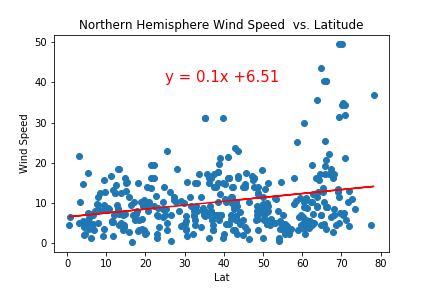 Northern Hemisphere Wind Speed  vs. Latitude
y = 0.1x +6.51
Wind Speed
50
40
30
20
10
0
0 10 20 30 40 50 60 70 80
Lat